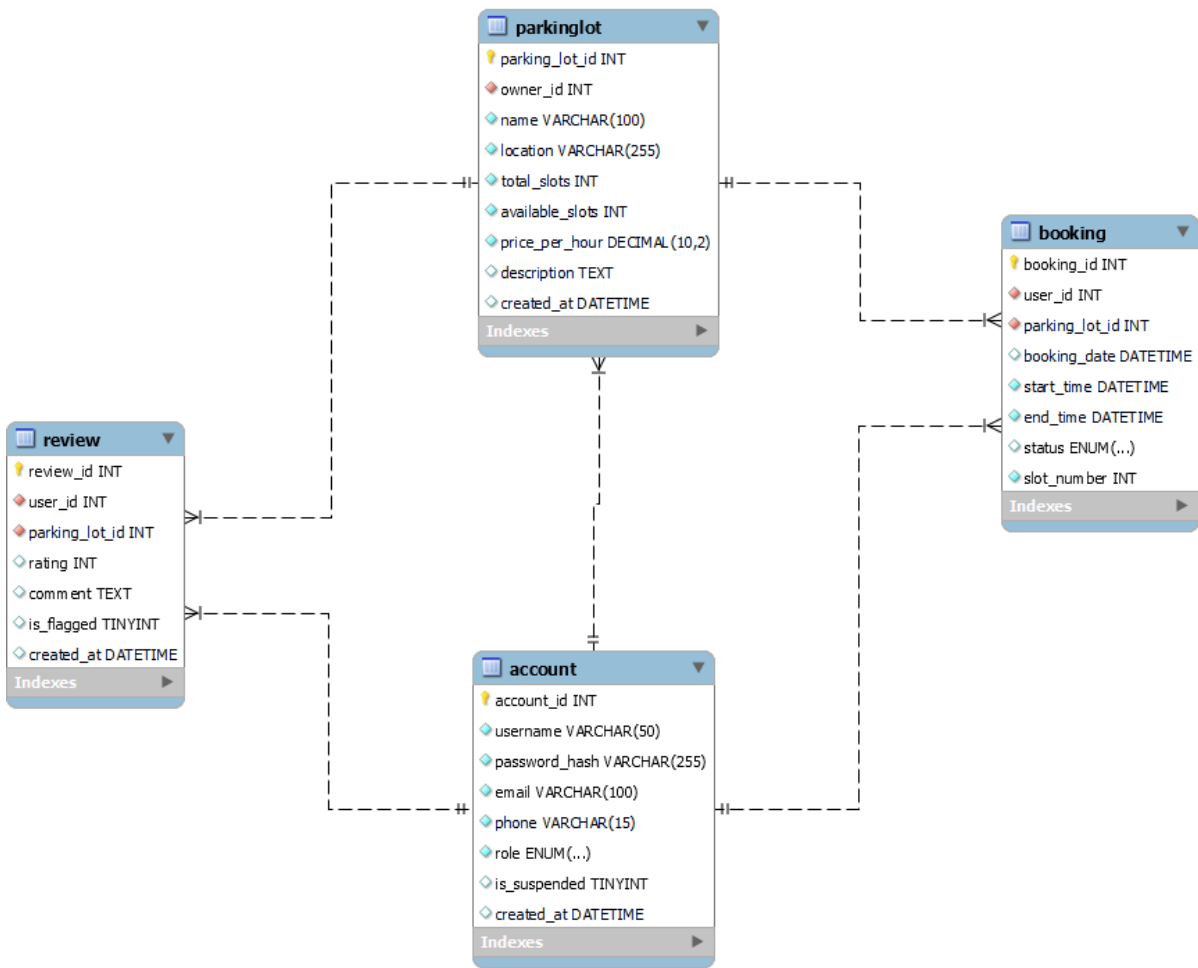 parkinglot
parking_lot_id INT
owner_id INT
name VARCHAR(100)
location VARCHAR(255)
total_slots INT
available_slots INT
price_per_hour DECIMAL(10,2)
description TEXT
created_at DATETIME
Indexes
booking
booking_id INT
user_id INT
parking_lot_id INT
booking_date DATETIME
start_time DATETIME
end_time DATETIME
status ENUM(...)
slot_number INT
Indexes
review
review_id INT
user_id INT
parking_lot_id INT
rating INT
comment TEXT
is_flagged TINYINT
created_at DATETIME
Indexes
account
account_id INT
username VARCHAR(50)
password_hash VARCHAR(255)
email VARCHAR(100)
phone VARCHAR(15)
role ENUM(...)
is_suspended TINYINT
created_at DATETIME
Indexes